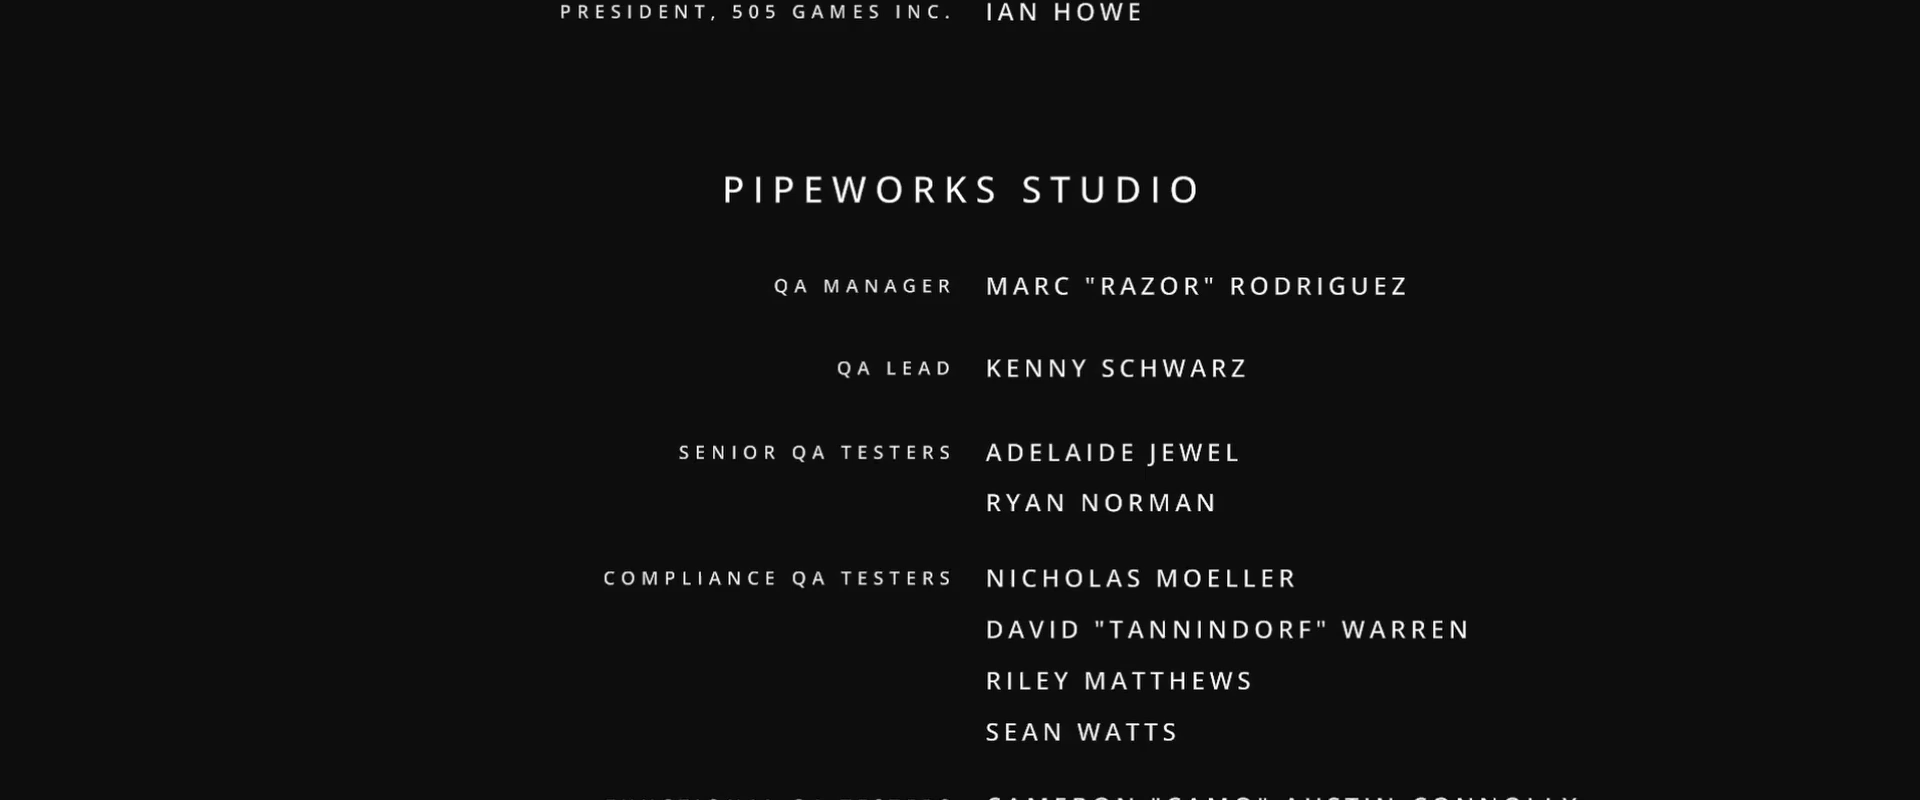 PRESIDENT, 505 GAMES INC. IAN HOWE
PIPEWORKS STUDIO
QA MANAGER MARC "RAZOR" RODRIGUEZ
QA LEAD KENNY SCHWARZ
SENIOR QA TESTERS ADELAIDE JEWEL
RYAN NORMAN
COMPLIANCE QA TESTERS NICHOLAS MOELLER
DAVID "TANNINDORF" WARREN
RILEY MATTHEWS
SEAN WATTS